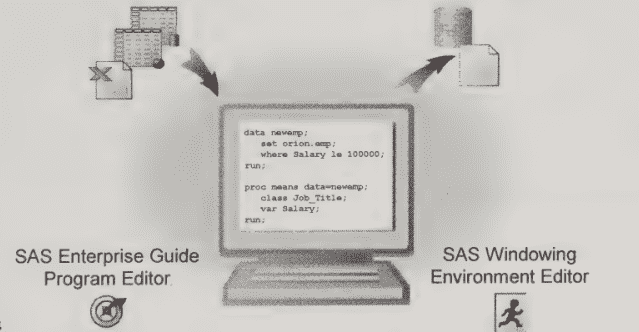 data newemp;
set orion.emp;
where Salary le 100000;
run;
proc means data=newemp;
class Job_Title;
var Salary;
run;
SAS Enterprise Guide
Program Editor
SAS Windowing
Environment Editor